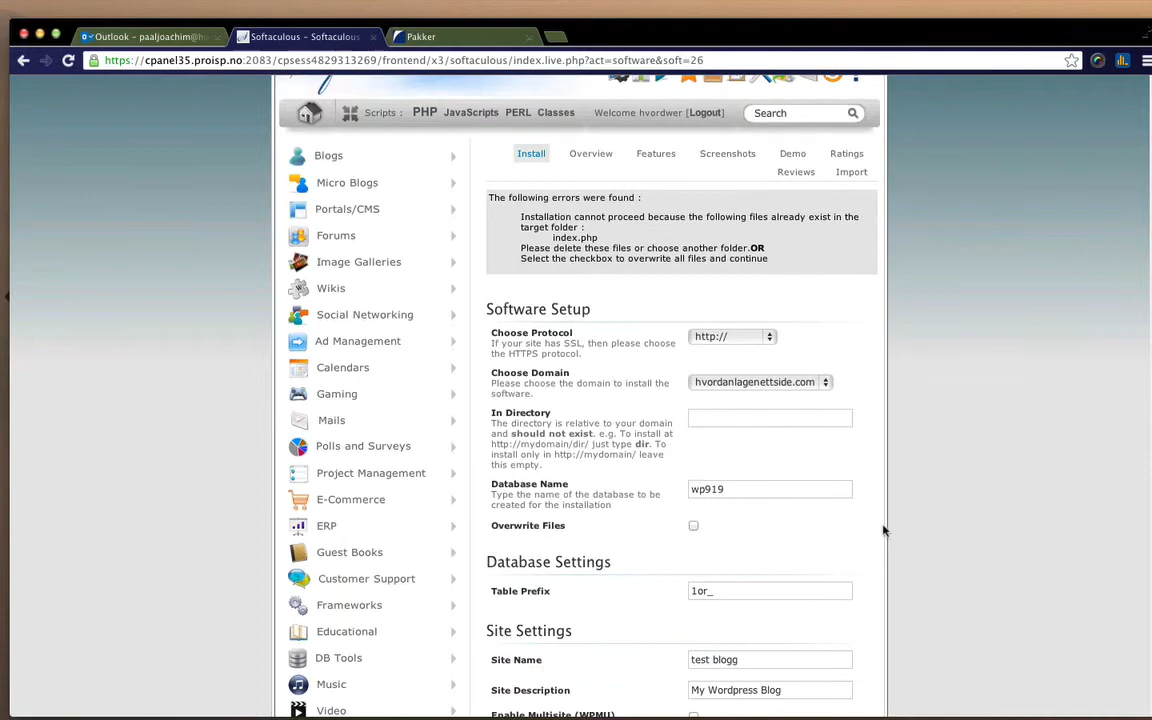 Outlook – paaljoachim@h
Softaculous – Softaculous
Pakker
https://cpanel35.proisp.no:2083/cpsess4829313269/frontend/x3/softaculous/index.live.php?act=software&soft=26
Scripts : PHP JavaScripts PERL Classes Welcome hvordwer [Logout] Search
Blogs
Micro Blogs
Portals/CMS
Forums
Image Galleries
Wikis
Social Networking
Ad Management
Calendars
Gaming
Mails
Polls and Surveys
Project Management
E-Commerce
ERP
Guest Books
Customer Support
Frameworks
Educational
DB Tools
Music
Video
Install Overview Features Screenshots Demo Ratings
Reviews Import
The following errors were found :
Installation cannot proceed because the following files already exist in the
target folder :
index.php
Please delete these files or choose another folder.OR
Select the checkbox to overwrite all files and continue
Software Setup
Choose Protocol
If your site has SSL, then please choose
the HTTPS protocol.
http://
Choose Domain
Please choose the domain to install the
software.
hvordanlagenettside.com
In Directory
The directory is relative to your domain
and should not exist. e.g. To install at
http://mydomain/dir/ just type dir. To
install only in http://mydomain/ leave
this empty.
Database Name
Type the name of the database to be
created for the installation
wp919
Overwrite Files
Database Settings
Table Prefix
1or_
Site Settings
Site Name
test blogg
Site Description
My Wordpress Blog
Enable Multisite (WPMU)